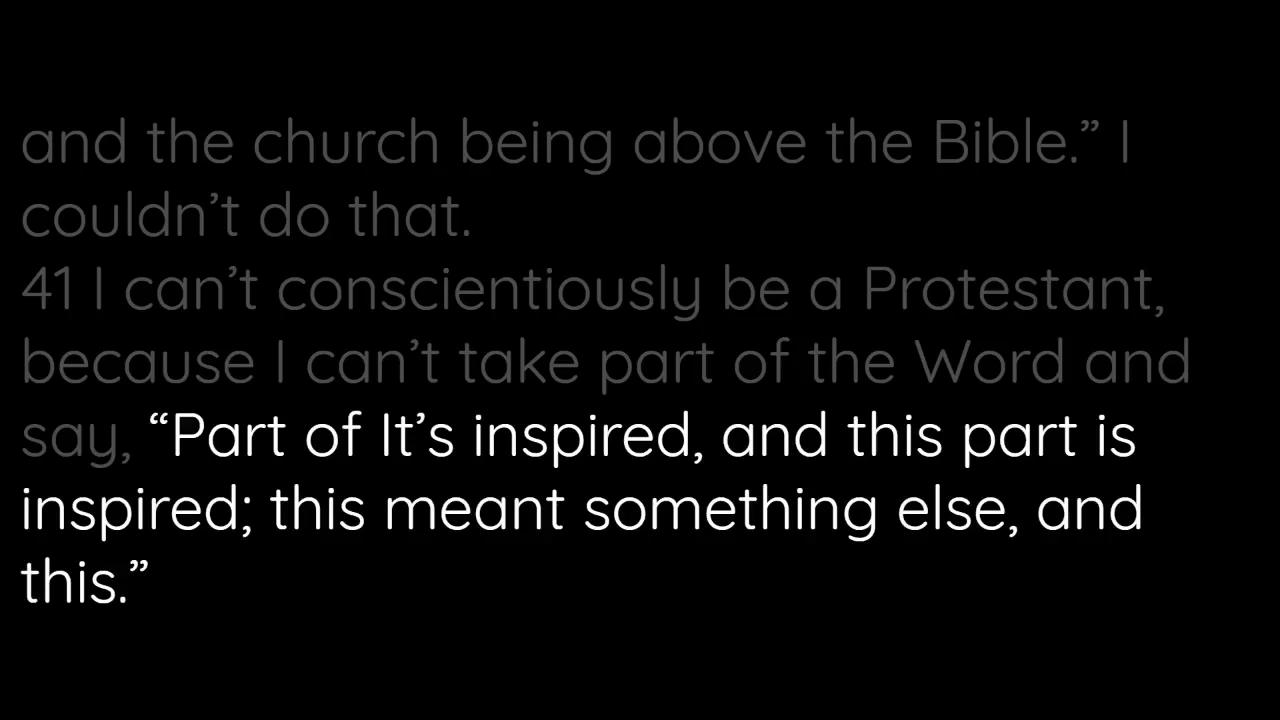 and the church being above the Bible.” I
couldn’t do that.
41 I can’t conscientiously be a Protestant,
because I can’t take part of the Word and
say, “Part of It’s inspired, and this part is
inspired; this meant something else, and
this.”